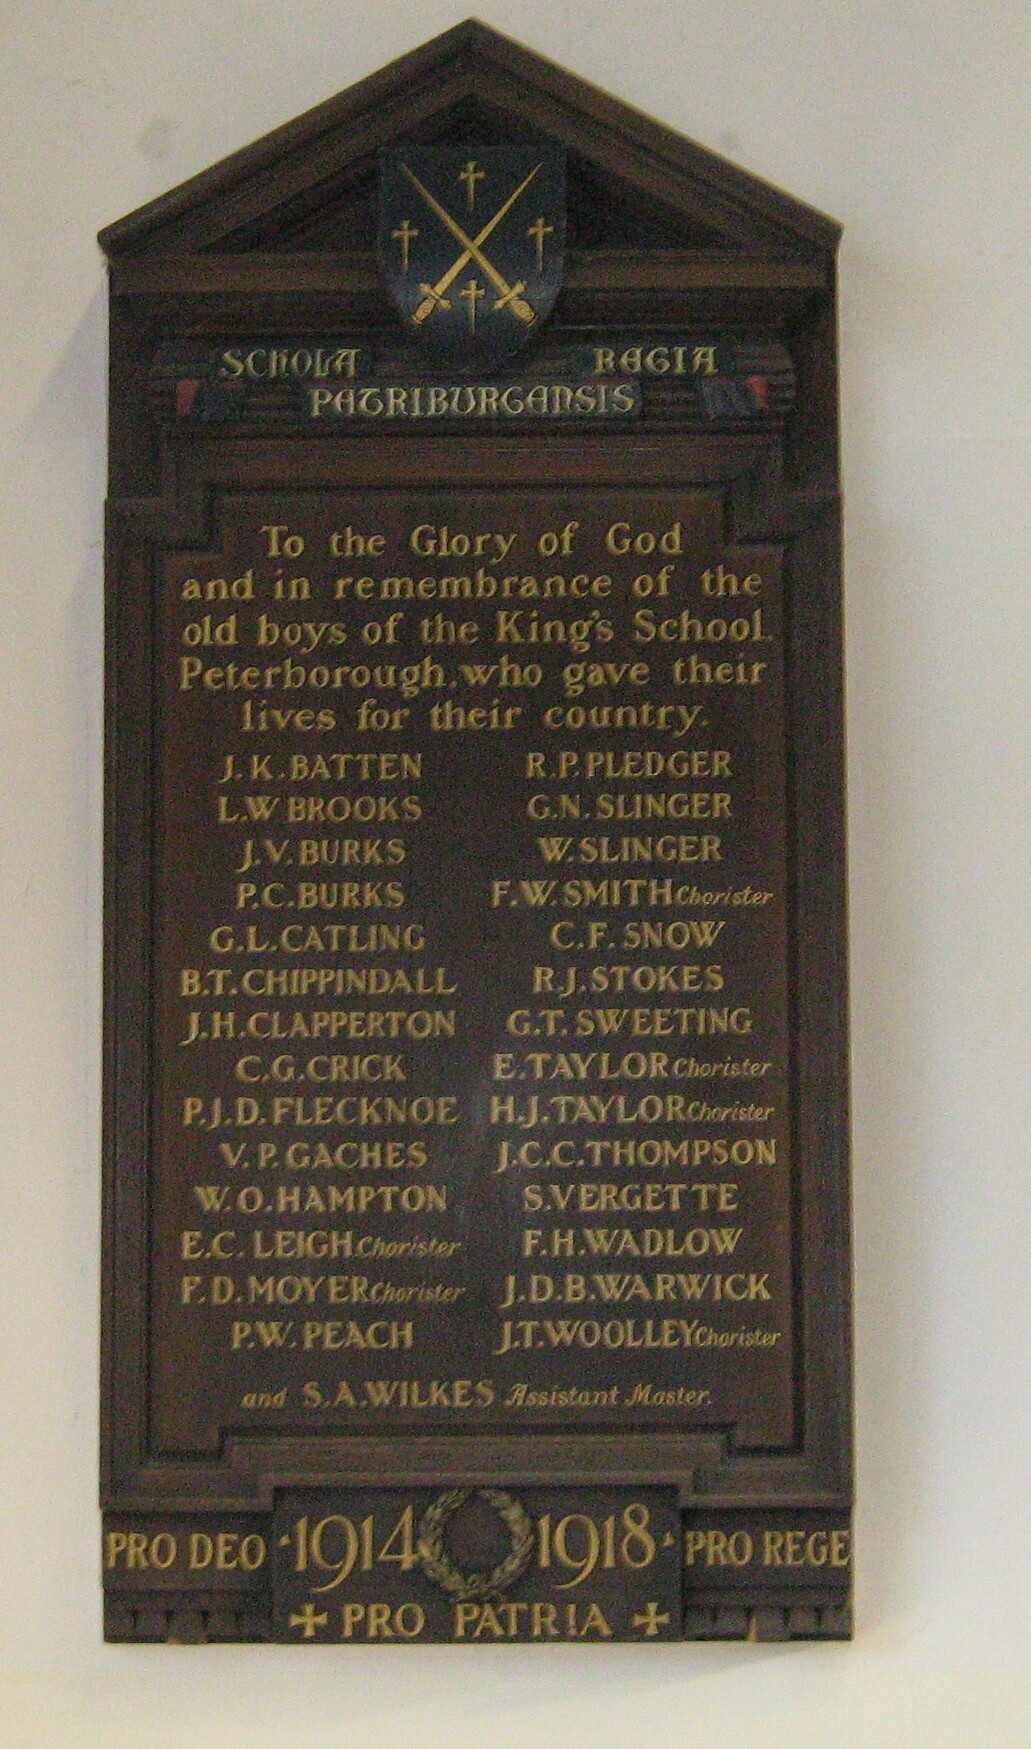 SCHOLA REGIA
PETRIBURGENSIS
To the Glory of God
and in remembrance of the
old boys of the King's School.
Peterborough. who gave their
lives for their country.
J. K. BATTEN
L.W BROOKS
J. V. BURKS
P. C. BURKS
G. L. CATLING
B. T. CHIPPINDALL
J. H. CLAPPERTON
C. G. CRICK
P. J. D. FLECKNOE
V. P. GACHES
W. O. HAMPTON
E. C. LEIGH. Chorister
F. D. MOYER Chorister
P. W. PEACH
R. P. PLEDGER
G. N. SLINGER
W. SLINGER
F. W. SMITH Chorister
C. F. SNOW
R. J. STOKES
G. T. SWEETING
E. TAYLOR Chorister
H. J. TAYLOR Chorister
J. C. C. THOMPSON
S. VERGETTE
F. H. WADLOW
J. D. B. WARWICK
J. T. WOOLLEY Chorister
and S. A. WILKES Assistant Master.
PRO DEO 1914 1918 PRO REGE
PRO PATRIA